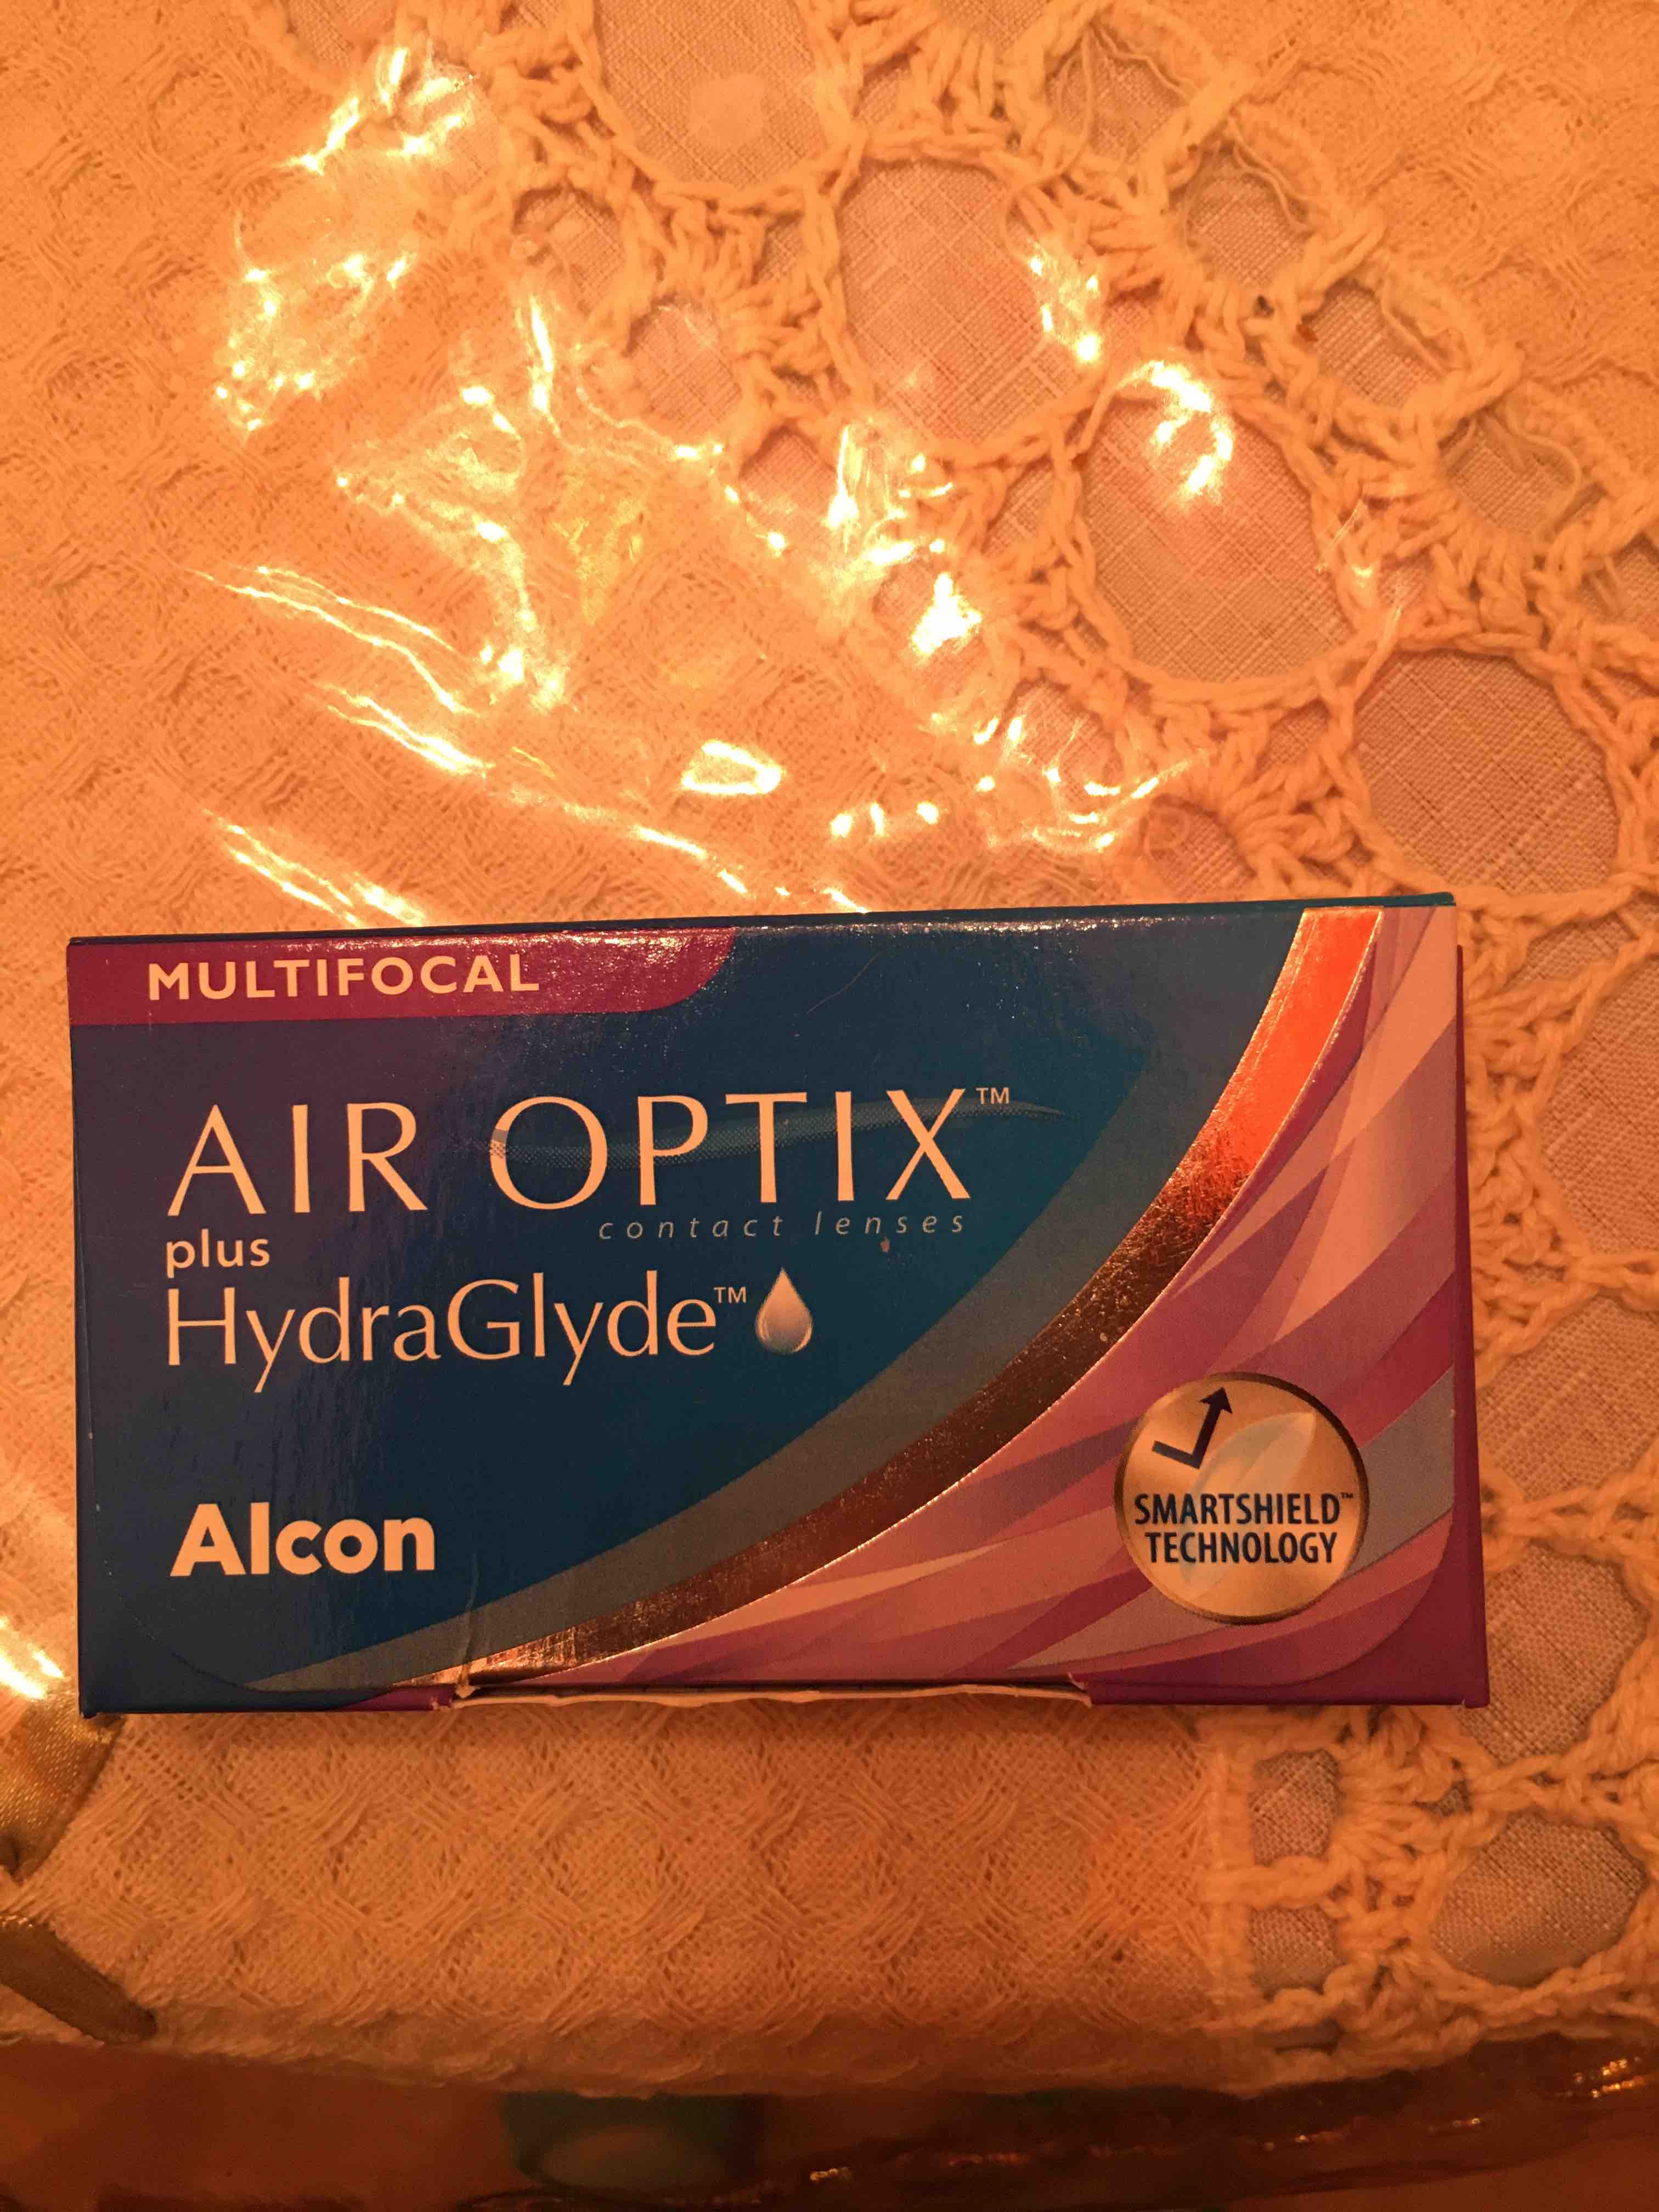 MULTIFOCAL
AIR OPTIX™
contact lenses
plus
HydraGlyde™
Alcon
SMARTSHIELD™
TECHNOLOGY